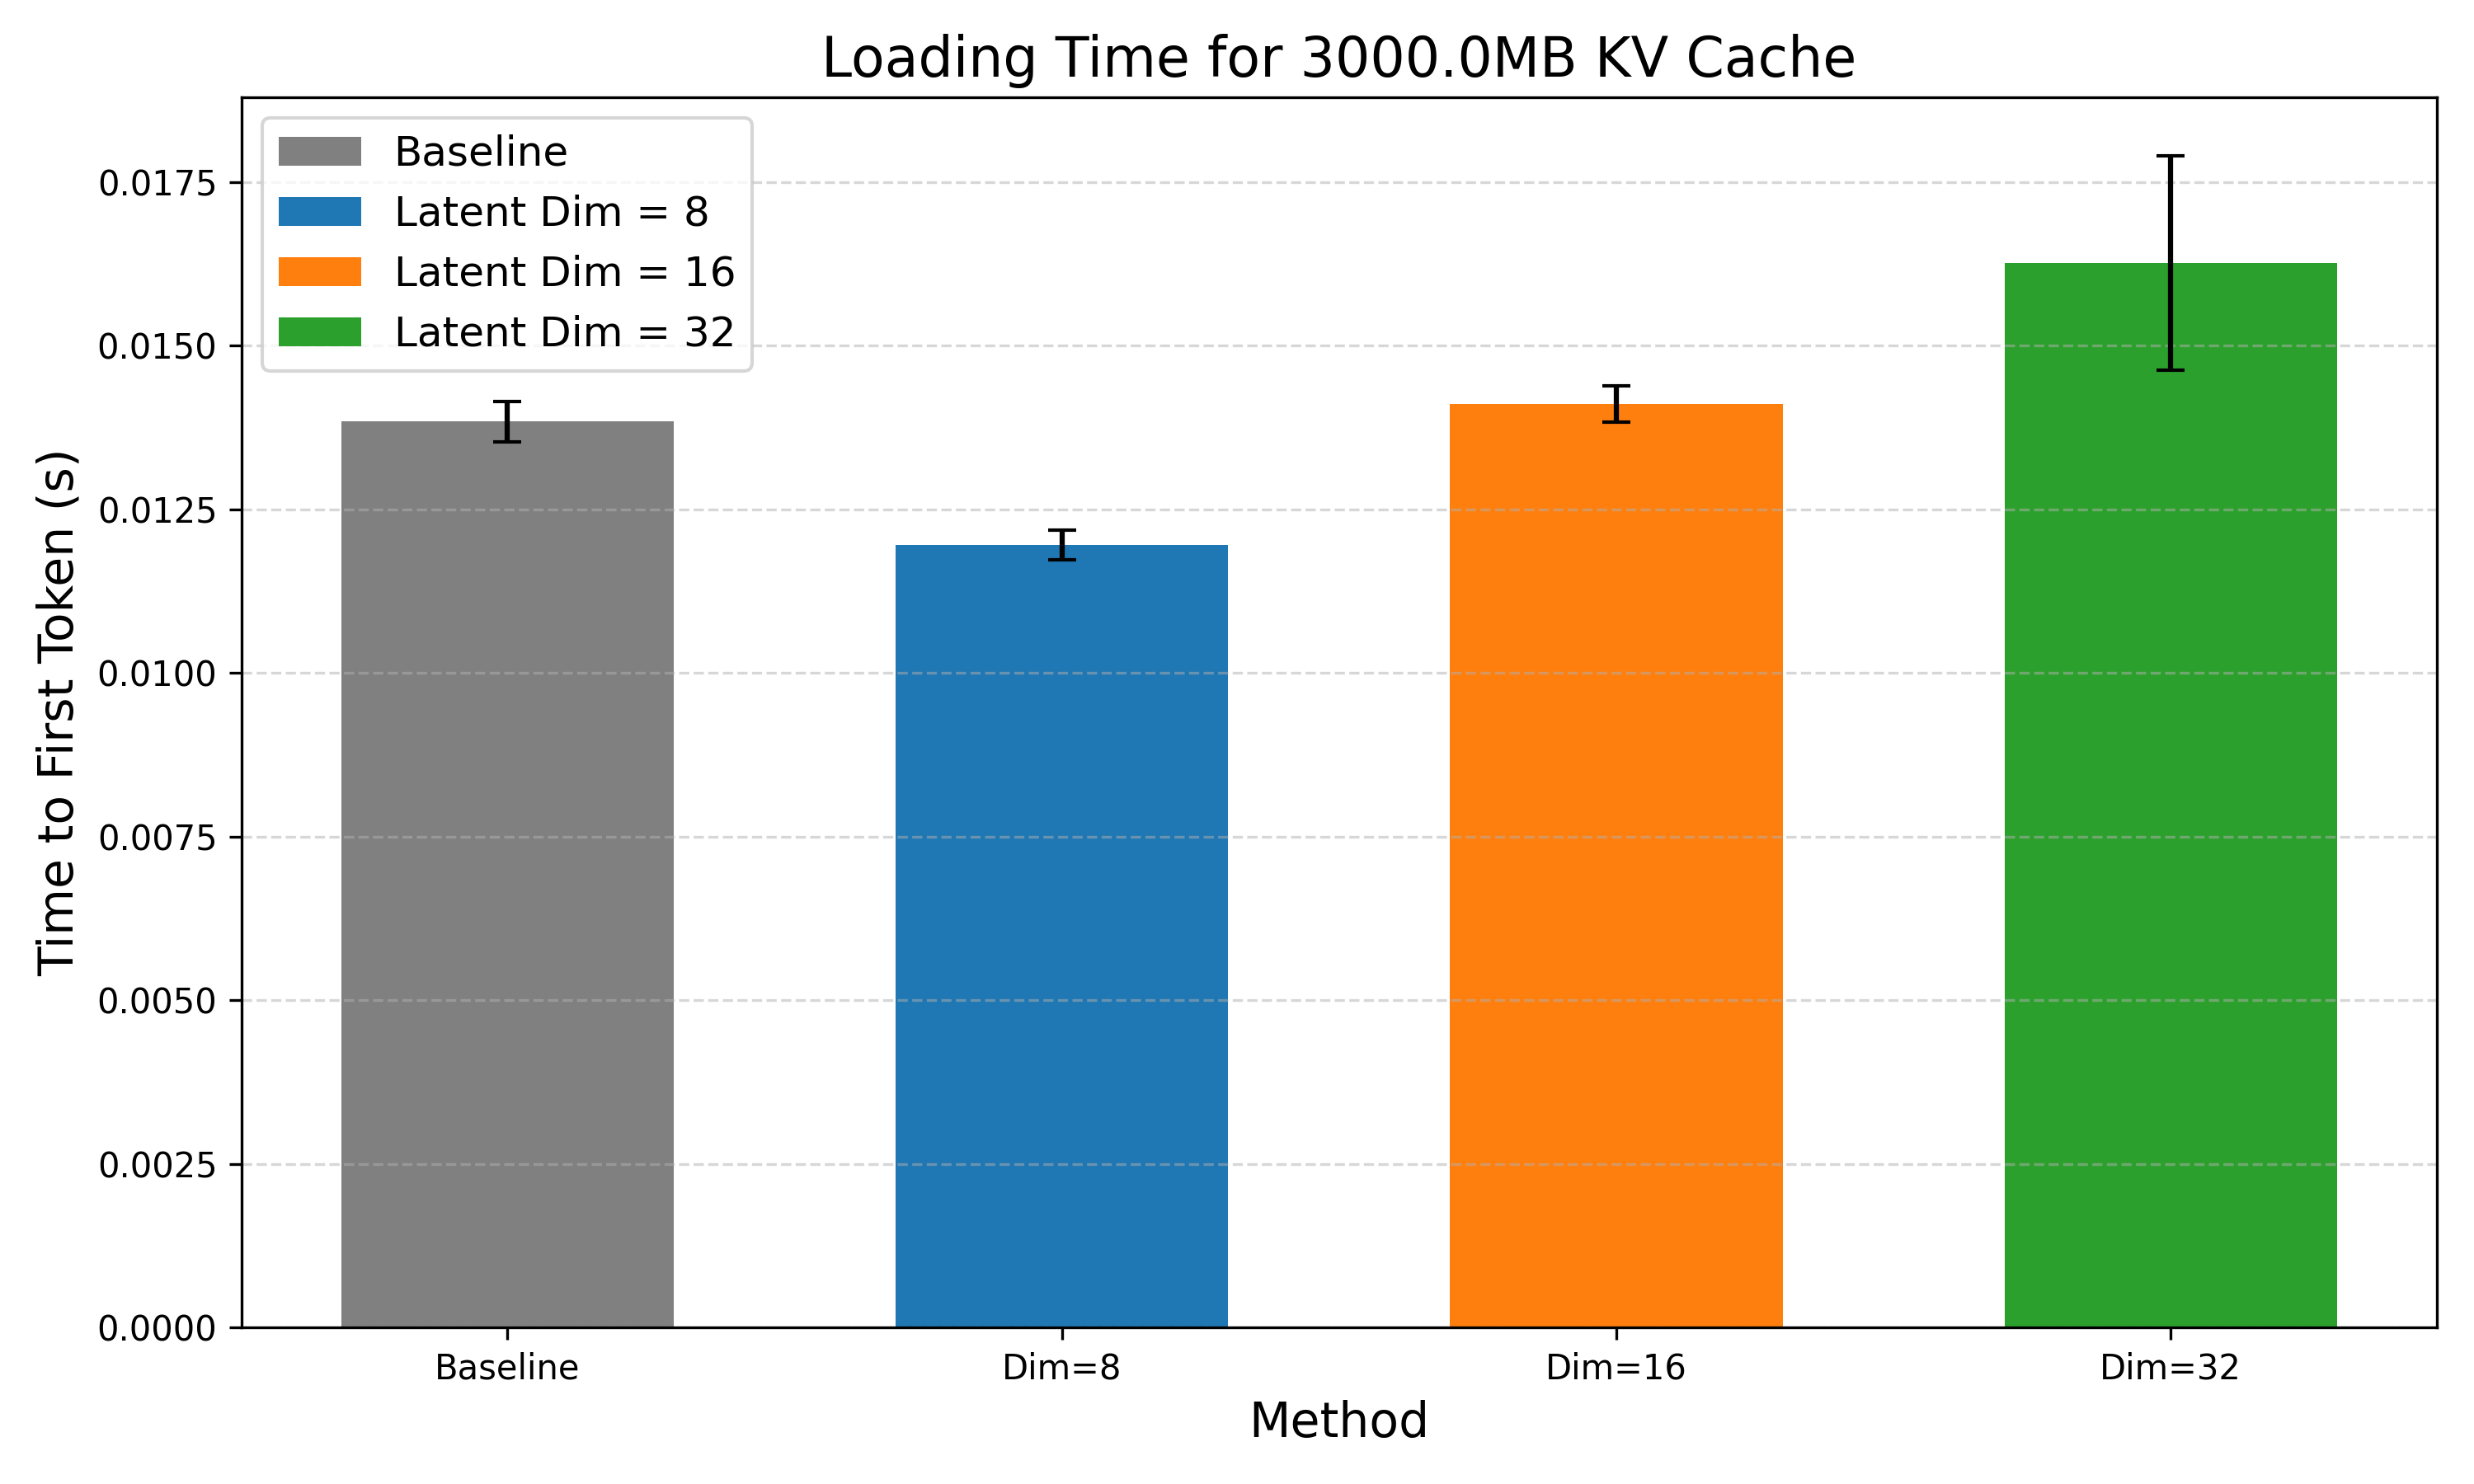 Loading Time for 3000.0MB KV Cache
Baseline
Latent Dim = 8
Latent Dim = 16
Latent Dim = 32
Time to First Token (s)
0.0175
0.0150
0.0125
0.0100
0.0075
0.0050
0.0025
0.0000
Baseline
Dim=8
Dim=16
Dim=32
Method